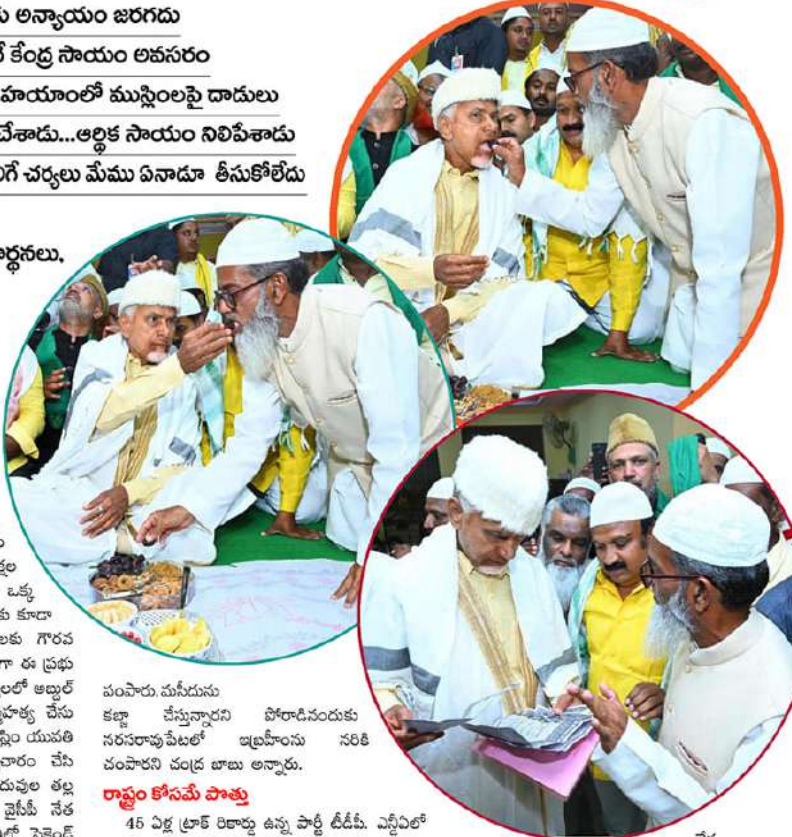 అన్యాయం జరగదు
కేంద్ర సాయం అవసరం
హయాంలో ముస్లింలపై దాడులు
చేశాడు...ఆర్థిక సాయం నిలిపేశాడు
చర్యలు మేము ఏనాడూ తీసుకోలేదు
ఒక్క
కు కూడా
లకు గౌరవ
గా ఈ ప్రభు
లలో అబ్దుల్
హత్య చేసు
స్లిం యువతి
చారం చేసి
దువుల తల్ల
వైసీపీ నేత
పంపారు.మసీదును
కబ్జా చేస్తున్నారని పోరాడినందుకు
నరసరావుపేటలో ఇబ్రహీంను నరికి
చంపారని చంద్ర బాబు అన్నారు.
రాష్ట్రం కోసమే పొత్తు
45 ఏళ్ల ట్రాక్ రికార్డు ఉన్న పార్టీ టీడీపీ. ఎన్డీఏలో